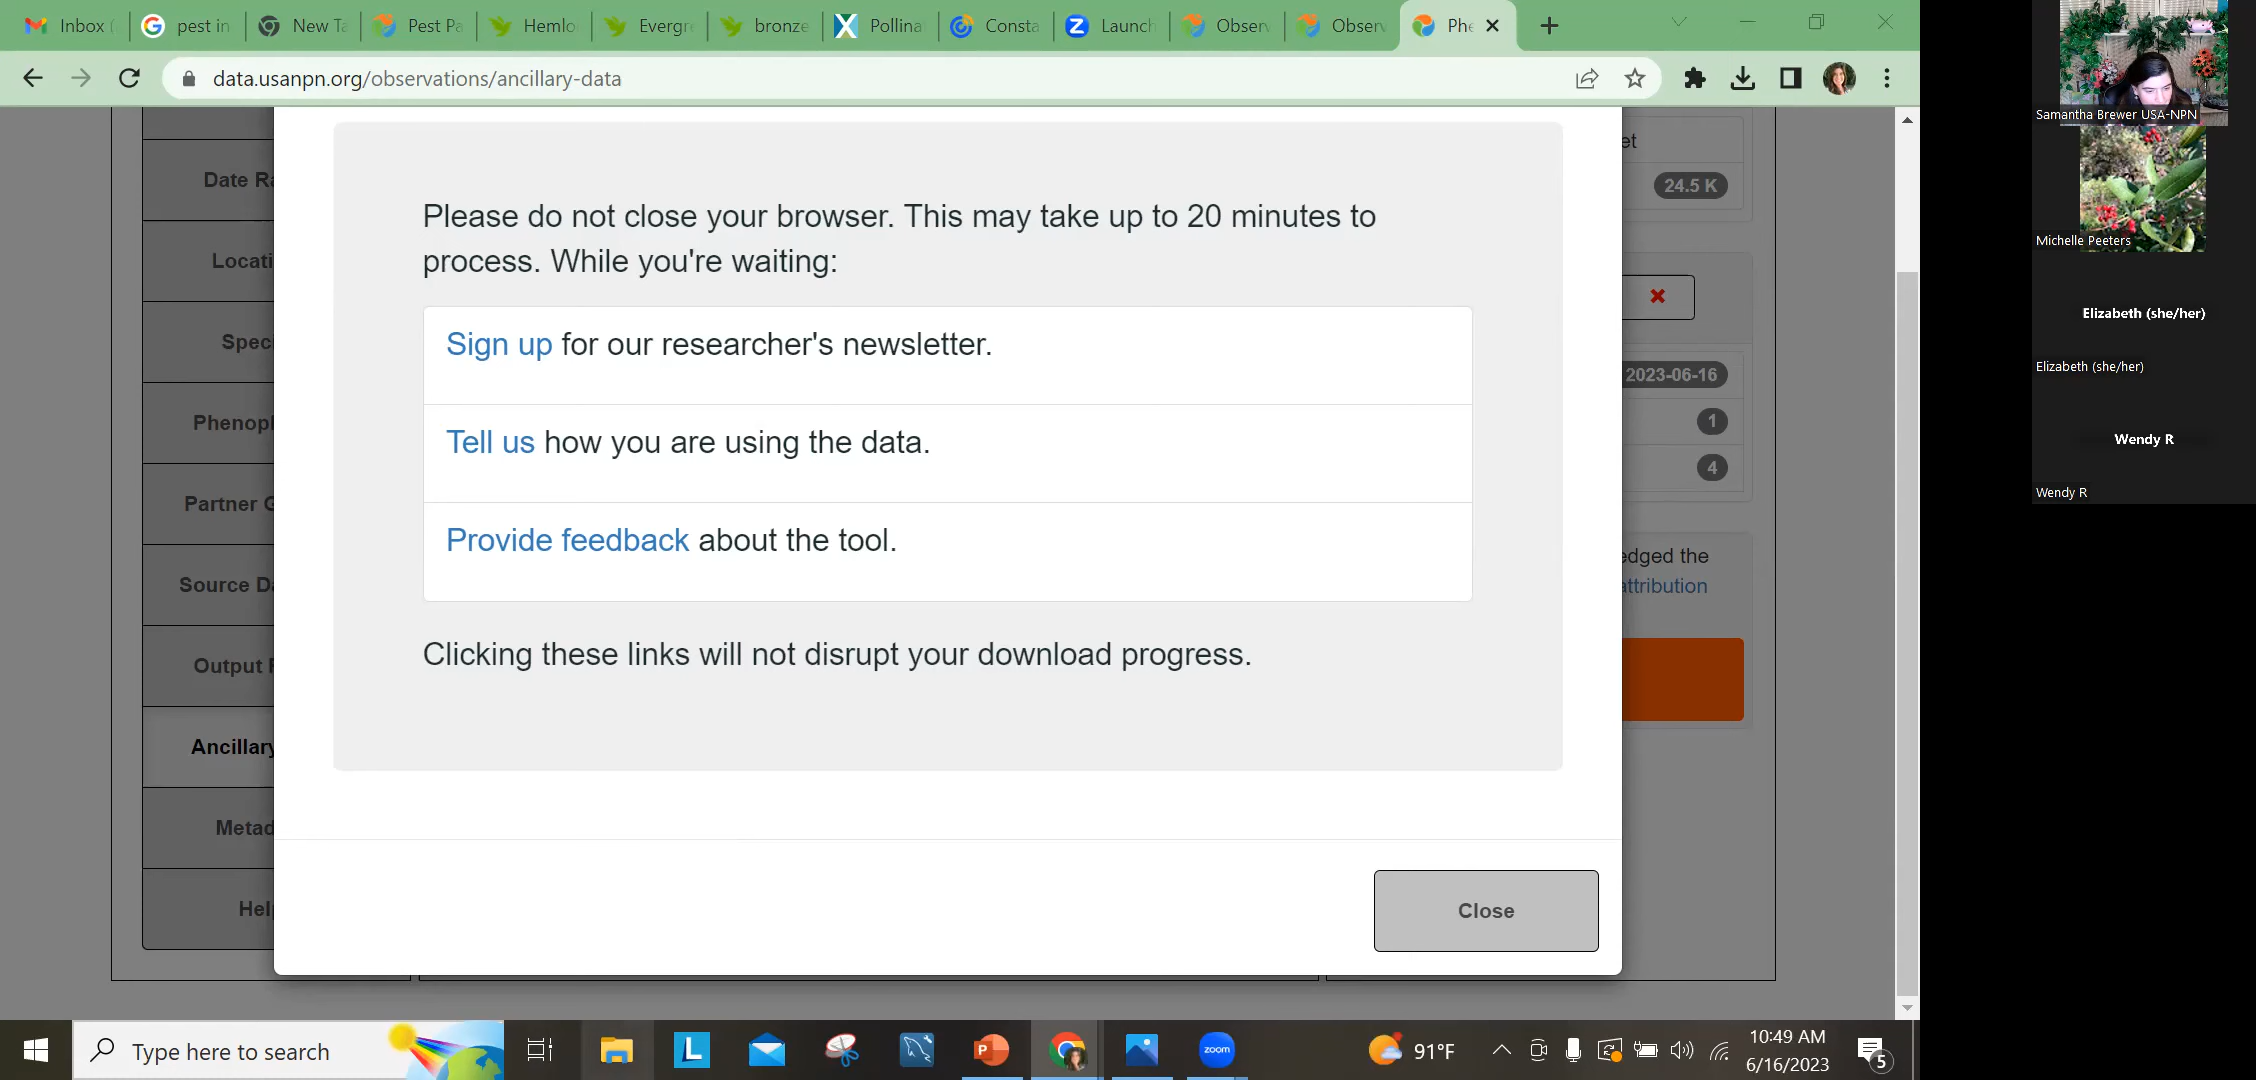 Inbox (
pest in
New Ta
Pest Pa
Hemlo
Evergre
bronze
Pollina
Consta
Launch
Observ
Observ
Phe
data.usanpn.org/observations/ancillary-data
Date Ra
Locati
Speci
Phenoph
Partner G
Source Da
Output F
Ancillary
Metad
Help
Please do not close your browser. This may take up to 20 minutes to
process. While you're waiting:
Sign up for our researcher's newsletter.
Tell us how you are using the data.
Provide feedback about the tool.
Clicking these links will not disrupt your download progress.
Close
et
24.5 K
2023-06-16
1
4
edged the
attribution
Samantha Brewer USA-NPN
Michelle Peeters
Elizabeth (she/her)
Elizabeth (she/her)
Wendy R
Wendy R
Type here to search
L
P
zoom
91°F
10:49 AM
6/16/2023
5